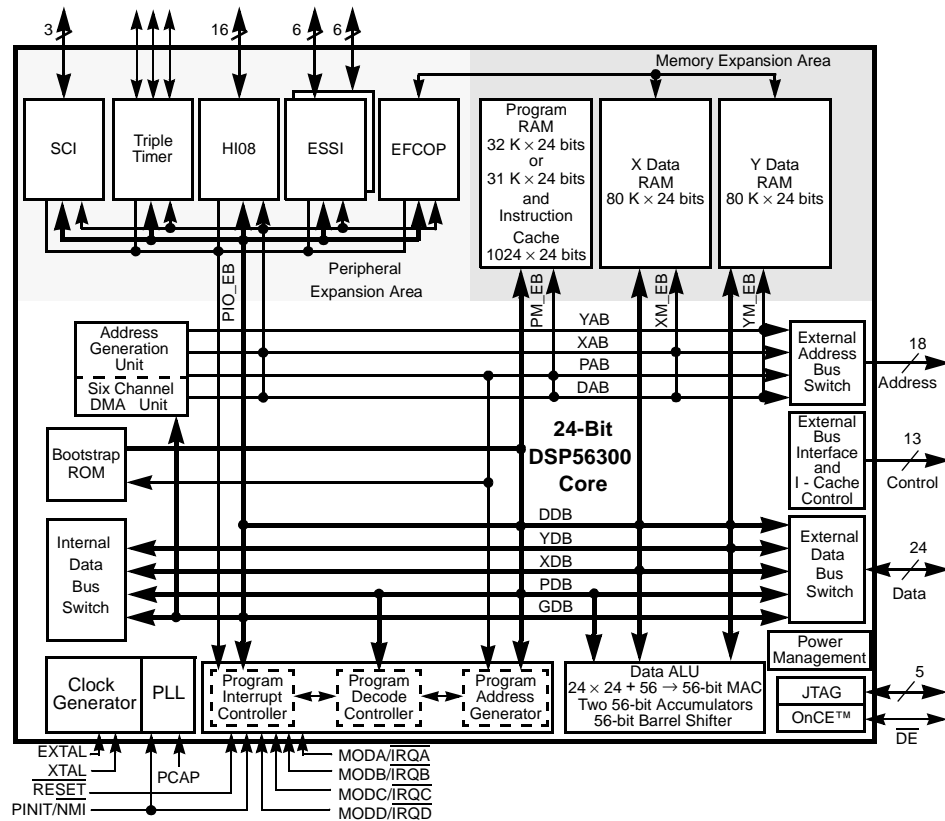 3
16
6
6
Memory Expansion Area
SCI
Triple
Timer
HI08
ESSI
EFCOP
Program
RAM
32 K × 24 bits
or
31 K × 24 bits
and
Instruction
Cache
1024 × 24 bits
X Data
RAM
80 K × 24 bits
Y Data
RAM
80 K × 24 bits
Peripheral
Expansion Area
PIO_EB
PM_EB
XM_EB
YM_EB
Address
Generation
Unit
Six Channel
DMA Unit
YAB
XAB
PAB
DAB
External
Address
Bus
Switch
18
Address
Bootstrap
ROM
24-Bit
DSP56300
Core
External
Bus
Interface
and
I - Cache
Control
13
Control
Internal
Data
Bus
Switch
DDB
YDB
XDB
PDB
GDB
External
Data
Bus
Switch
24
Data
Power
Management
Clock
Generator
PLL
Program
Interrupt
Controller
Program
Decode
Controller
Program
Address
Generator
Data ALU
24 × 24 + 56 → 56-bit MAC
Two 56-bit Accumulators
56-bit Barrel Shifter
JTAG
OnCE™
5
DE
EXTAL
XTAL
RESET
PINIT/NMI
PCAP
MODA/IRQA
MODB/IRQB
MODC/IRQC
MODD/IRQD